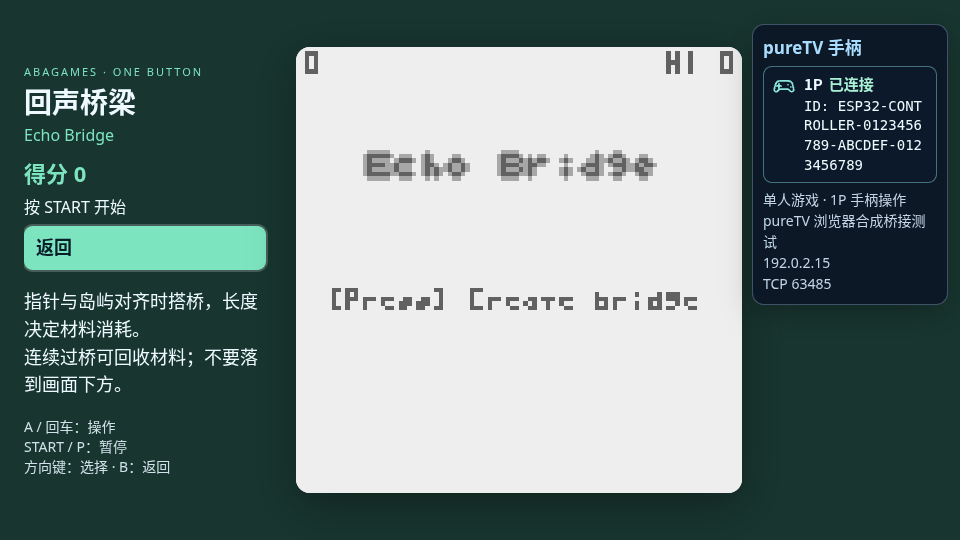 ABAGAMES · ONE BUTTON
回声桥梁
Echo Bridge
得分 0
按 START 开始
返回
指针与岛屿对齐时搭桥，长度
决定材料消耗。
连续过桥可回收材料；不要落
到画面下方。
A / 回车：操作
START / P：暂停
方向键：选择 · B：返回
0
HI 0
Echo Bridge
[Press] Create bridge
pureTV 手柄
1P 已连接
ID: ESP32-CONT
ROLLER-0123456
789-ABCDEF-012
3456789
单人游戏 · 1P 手柄操作
pureTV 浏览器合成桥接测
试
192.0.2.15
TCP 63485